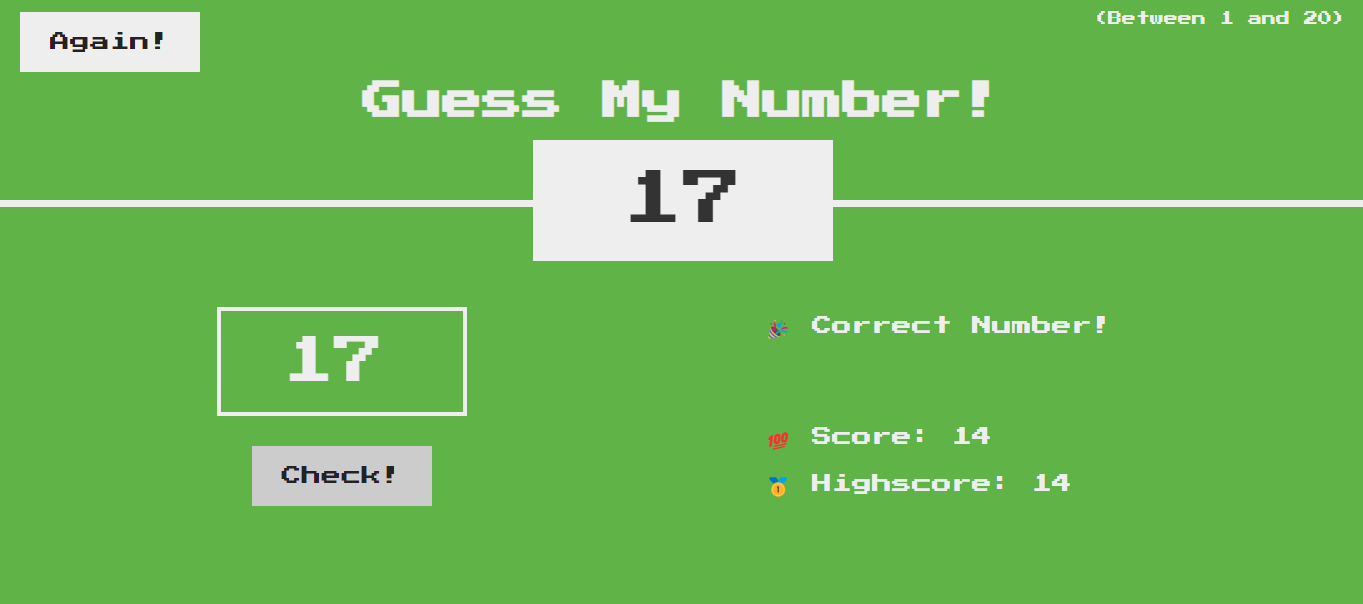 Again!
(Between 1 and 20)
Guess My Number!
17
17
Check!
🎉 Correct Number!
💯 Score: 14
🥇 Highscore: 14